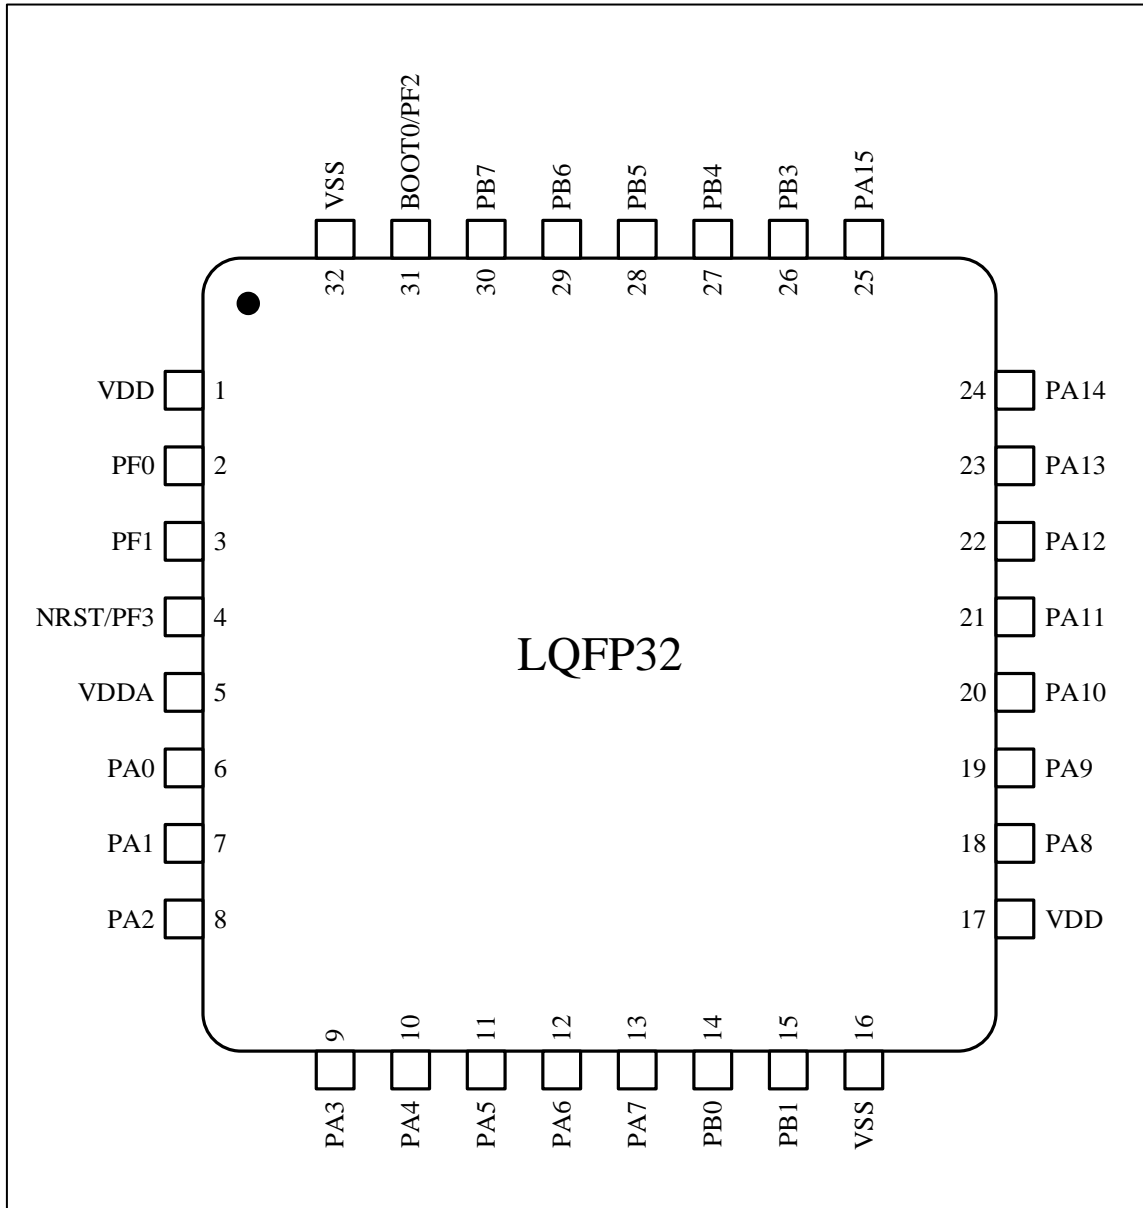 VSS
BOOT0/PF2
PB7
PB6
PB5
PB4
PB3
PA15
32
31
30
29
28
27
26
25
VDD 1
24 PA14
PF0 2
23 PA13
PF1 3
22 PA12
NRST/PF3 4
21 PA11
LQFP32
VDDA 5
20 PA10
PA0 6
19 PA9
PA1 7
18 PA8
PA2 8
17 VDD
9
10
11
12
13
14
15
16
PA3
PA4
PA5
PA6
PA7
PB0
PB1
VSS